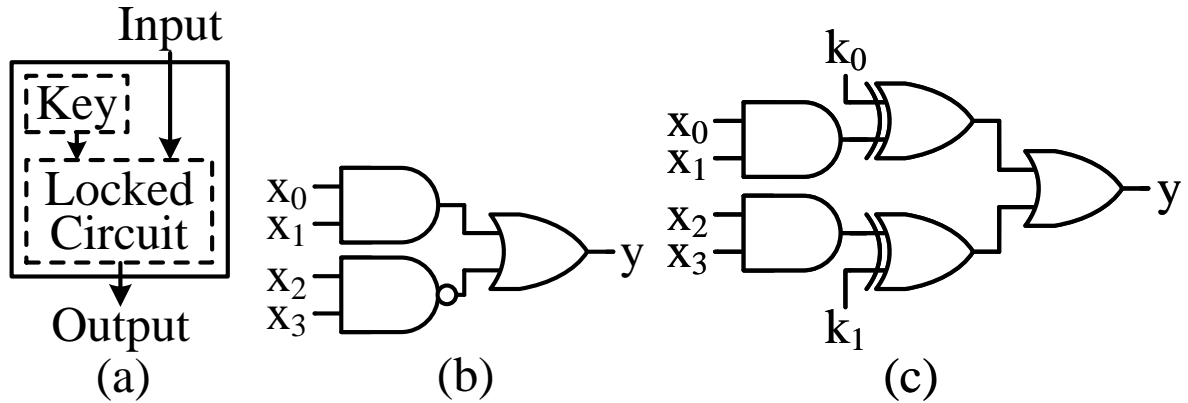 Input
Key
Locked
Circuit
Output
(a)
x₀
x₁
x₂
x₃
y
(b)
k₀
x₀
x₁
x₂
x₃
k₁
y
(c)